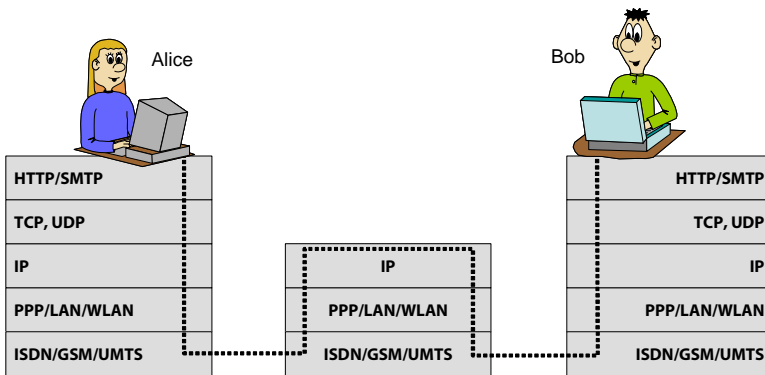 Alice
Bob
HTTP/SMTP
TCP, UDP
IP
PPP/LAN/WLAN
ISDN/GSM/UMTS
IP
PPP/LAN/WLAN
ISDN/GSM/UMTS
HTTP/SMTP
TCP, UDP
IP
PPP/LAN/WLAN
ISDN/GSM/UMTS